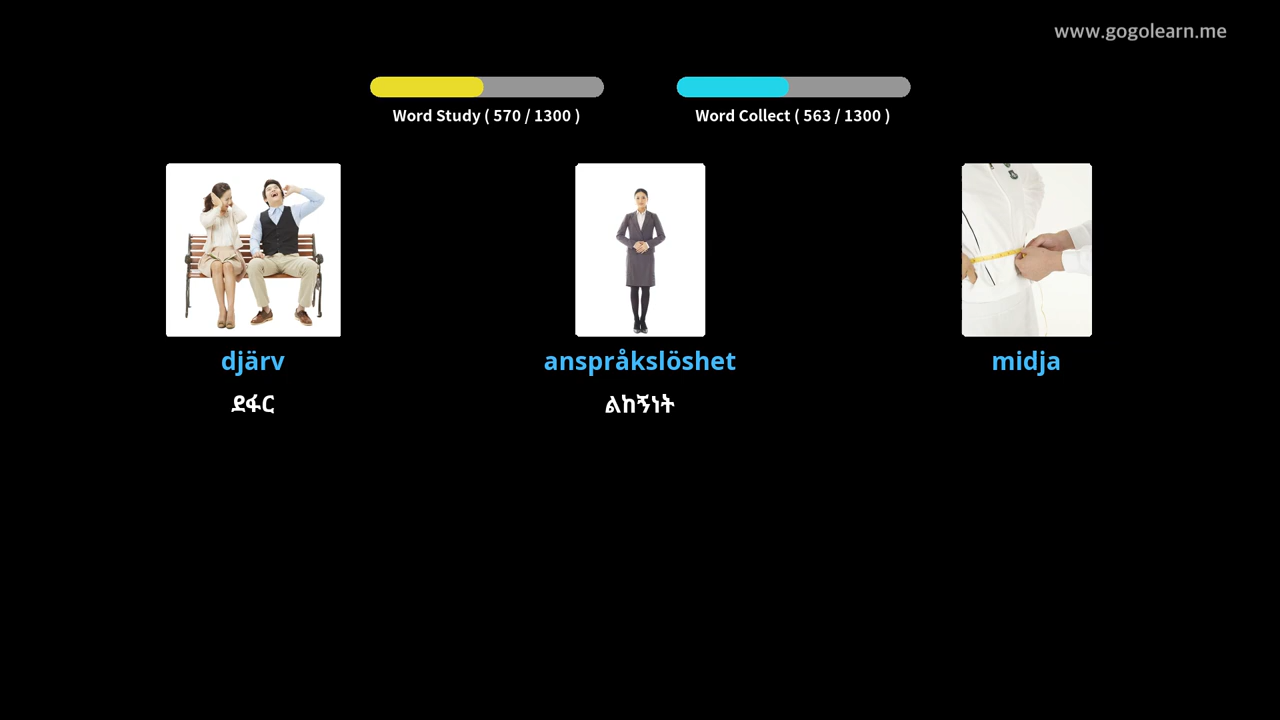 www.gogolearn.me
Word Study ( 570 / 1300 )
Word Collect ( 563 / 1300 )
djärv
anspråkslöshet
midja
ደፋር
ልከኝነት